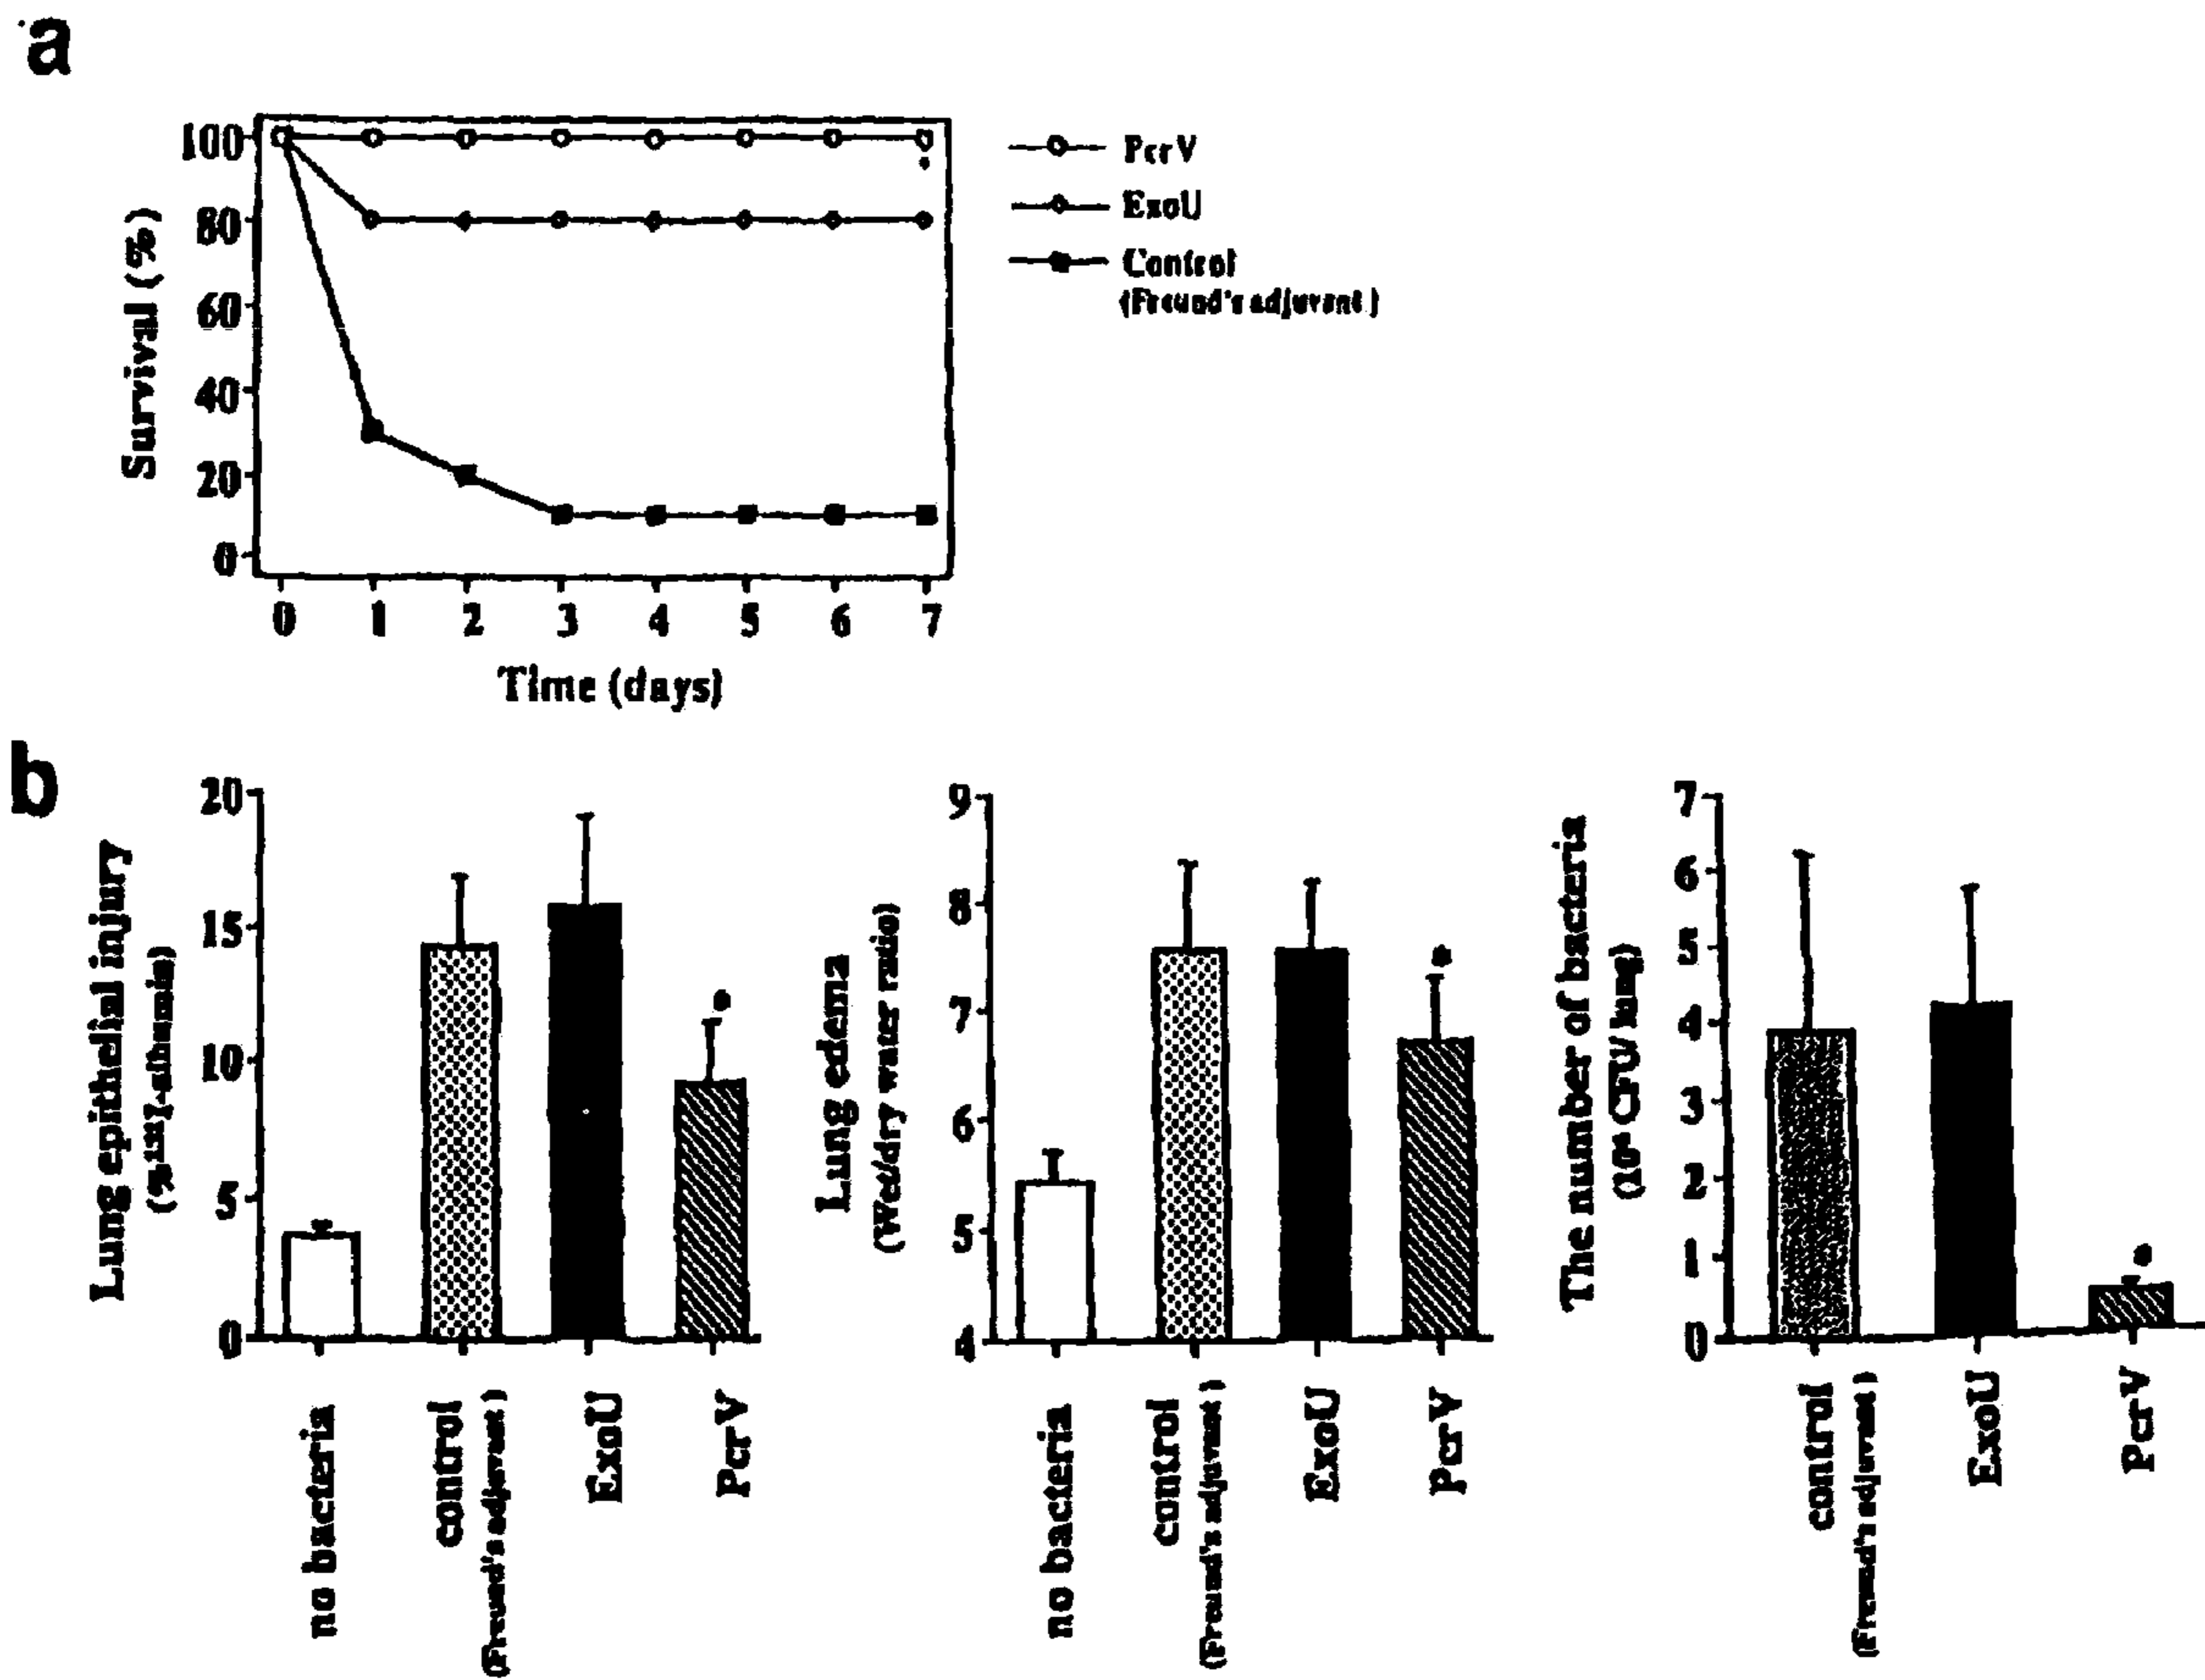 a
100
80
60
40
20
0
Survival (%)
0 1 2 3 4 5 6 7
Time (days)
PcrV
ExoU
Control
(Freund's adjuvant)
b
20
15
10
5
0
Lung epithelial injury
no bacteria
control
(Freund's adjuvant)
ExoU
PcrV
9
8
7
6
5
4
Lung edema
(Wet/dry water ratio)
no bacteria
control
(Freund's adjuvant)
ExoU
PcrV
7
6
5
4
3
2
1
0
The number of bacteria
CFU/lung)
control
(Freund's adjuvant)
ExoU
PcrV